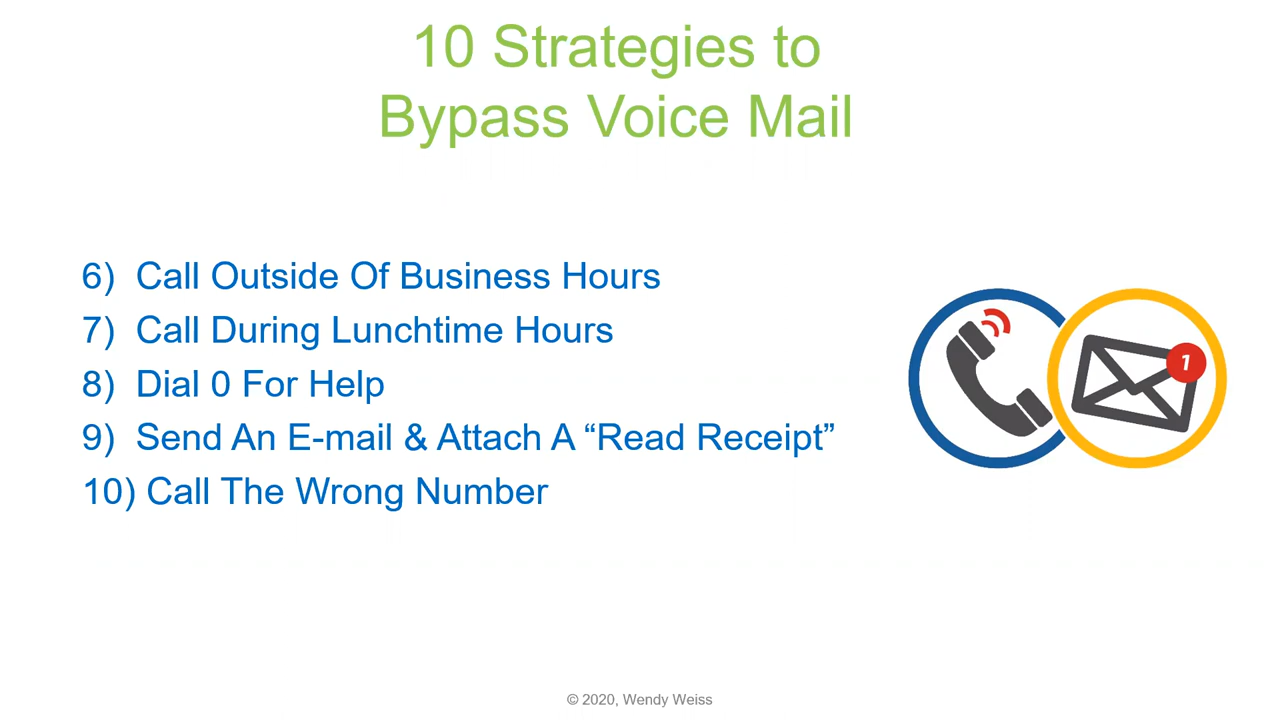 10 Strategies to
Bypass Voice Mail
6) Call Outside Of Business Hours
7) Call During Lunchtime Hours
8) Dial 0 For Help
9) Send An E-mail & Attach A “Read Receipt”
10) Call The Wrong Number
1
© 2020, Wendy Weiss